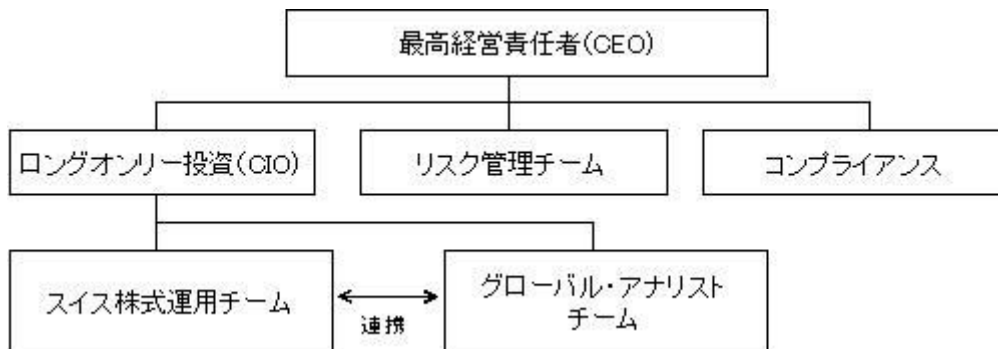 最高経営責任者(CEO)
ロングオンリー投資(CIO)
リスク管理チーム
コンプライアンス
スイス株式運用チーム
連携
グローバル・アナリスト
チーム